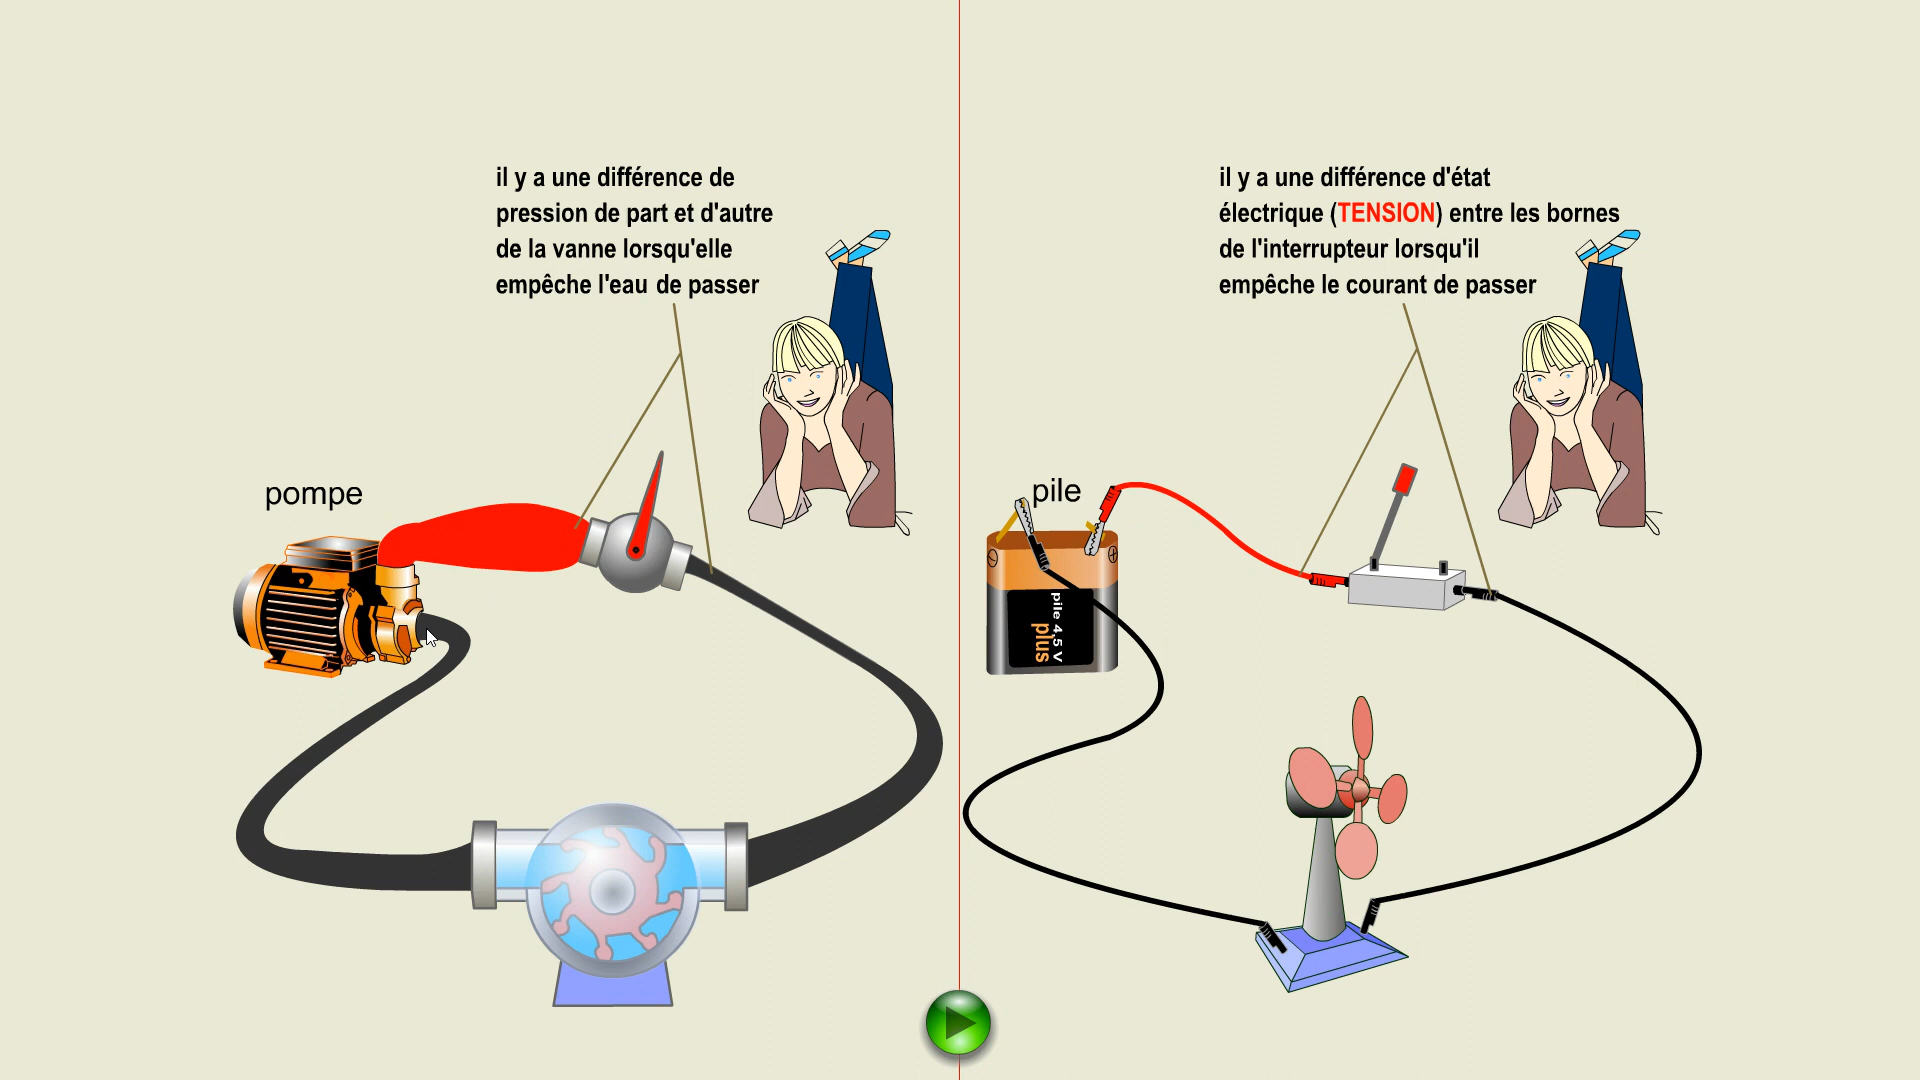 il y a une différence de
pression de part et d'autre
de la vanne lorsqu'elle
empêche l'eau de passer
pompe
il y a une différence d'état
électrique (TENSION) entre les bornes
de l'interrupteur lorsqu'il
empêche le courant de passer
pile
pile 4,5 V
plus